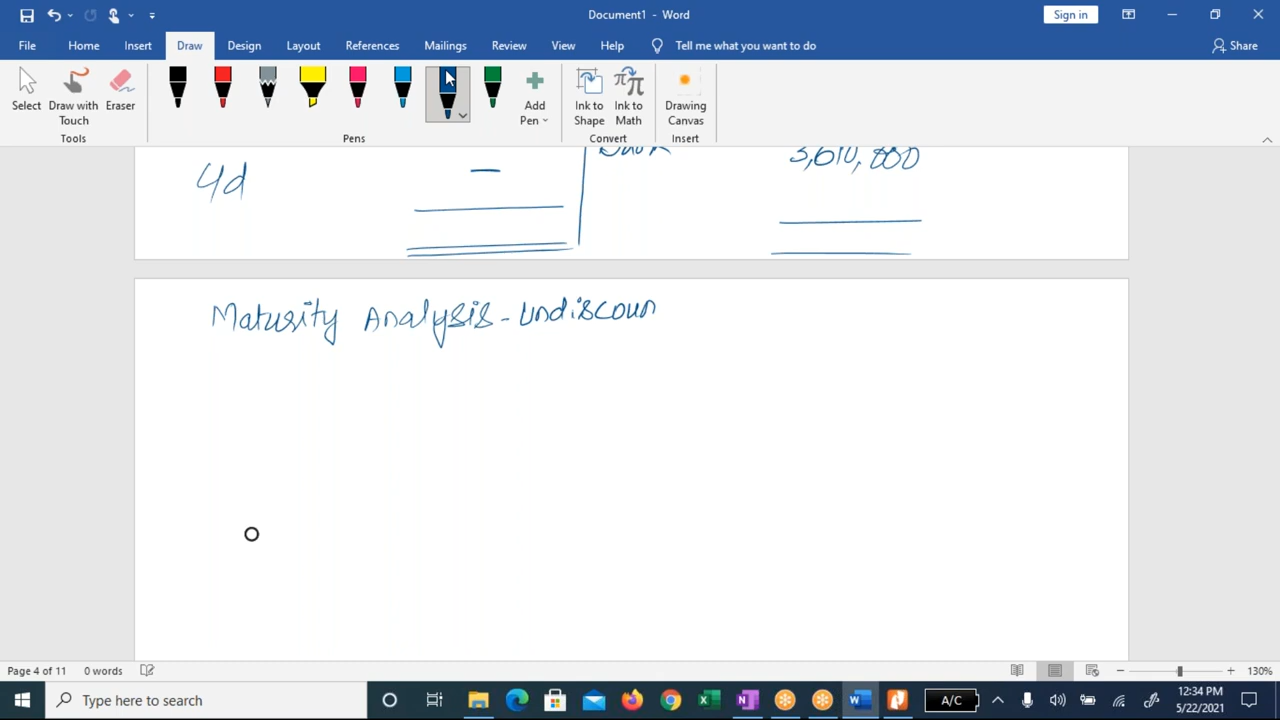 Document1 - Word
Sign in
File Home Insert Draw Design Layout References Mailings Review View Help Tell me what you want to do Share
Select Draw with Touch Eraser Add Pen Ink to Shape Ink to Math Drawing Canvas
Tools Pens Convert Insert
3,610,000
4d
Maturity Analysis - Undiscoun
Page 4 of 11 0 words 130%
Type here to search A/C 12:34 PM
5/22/2021